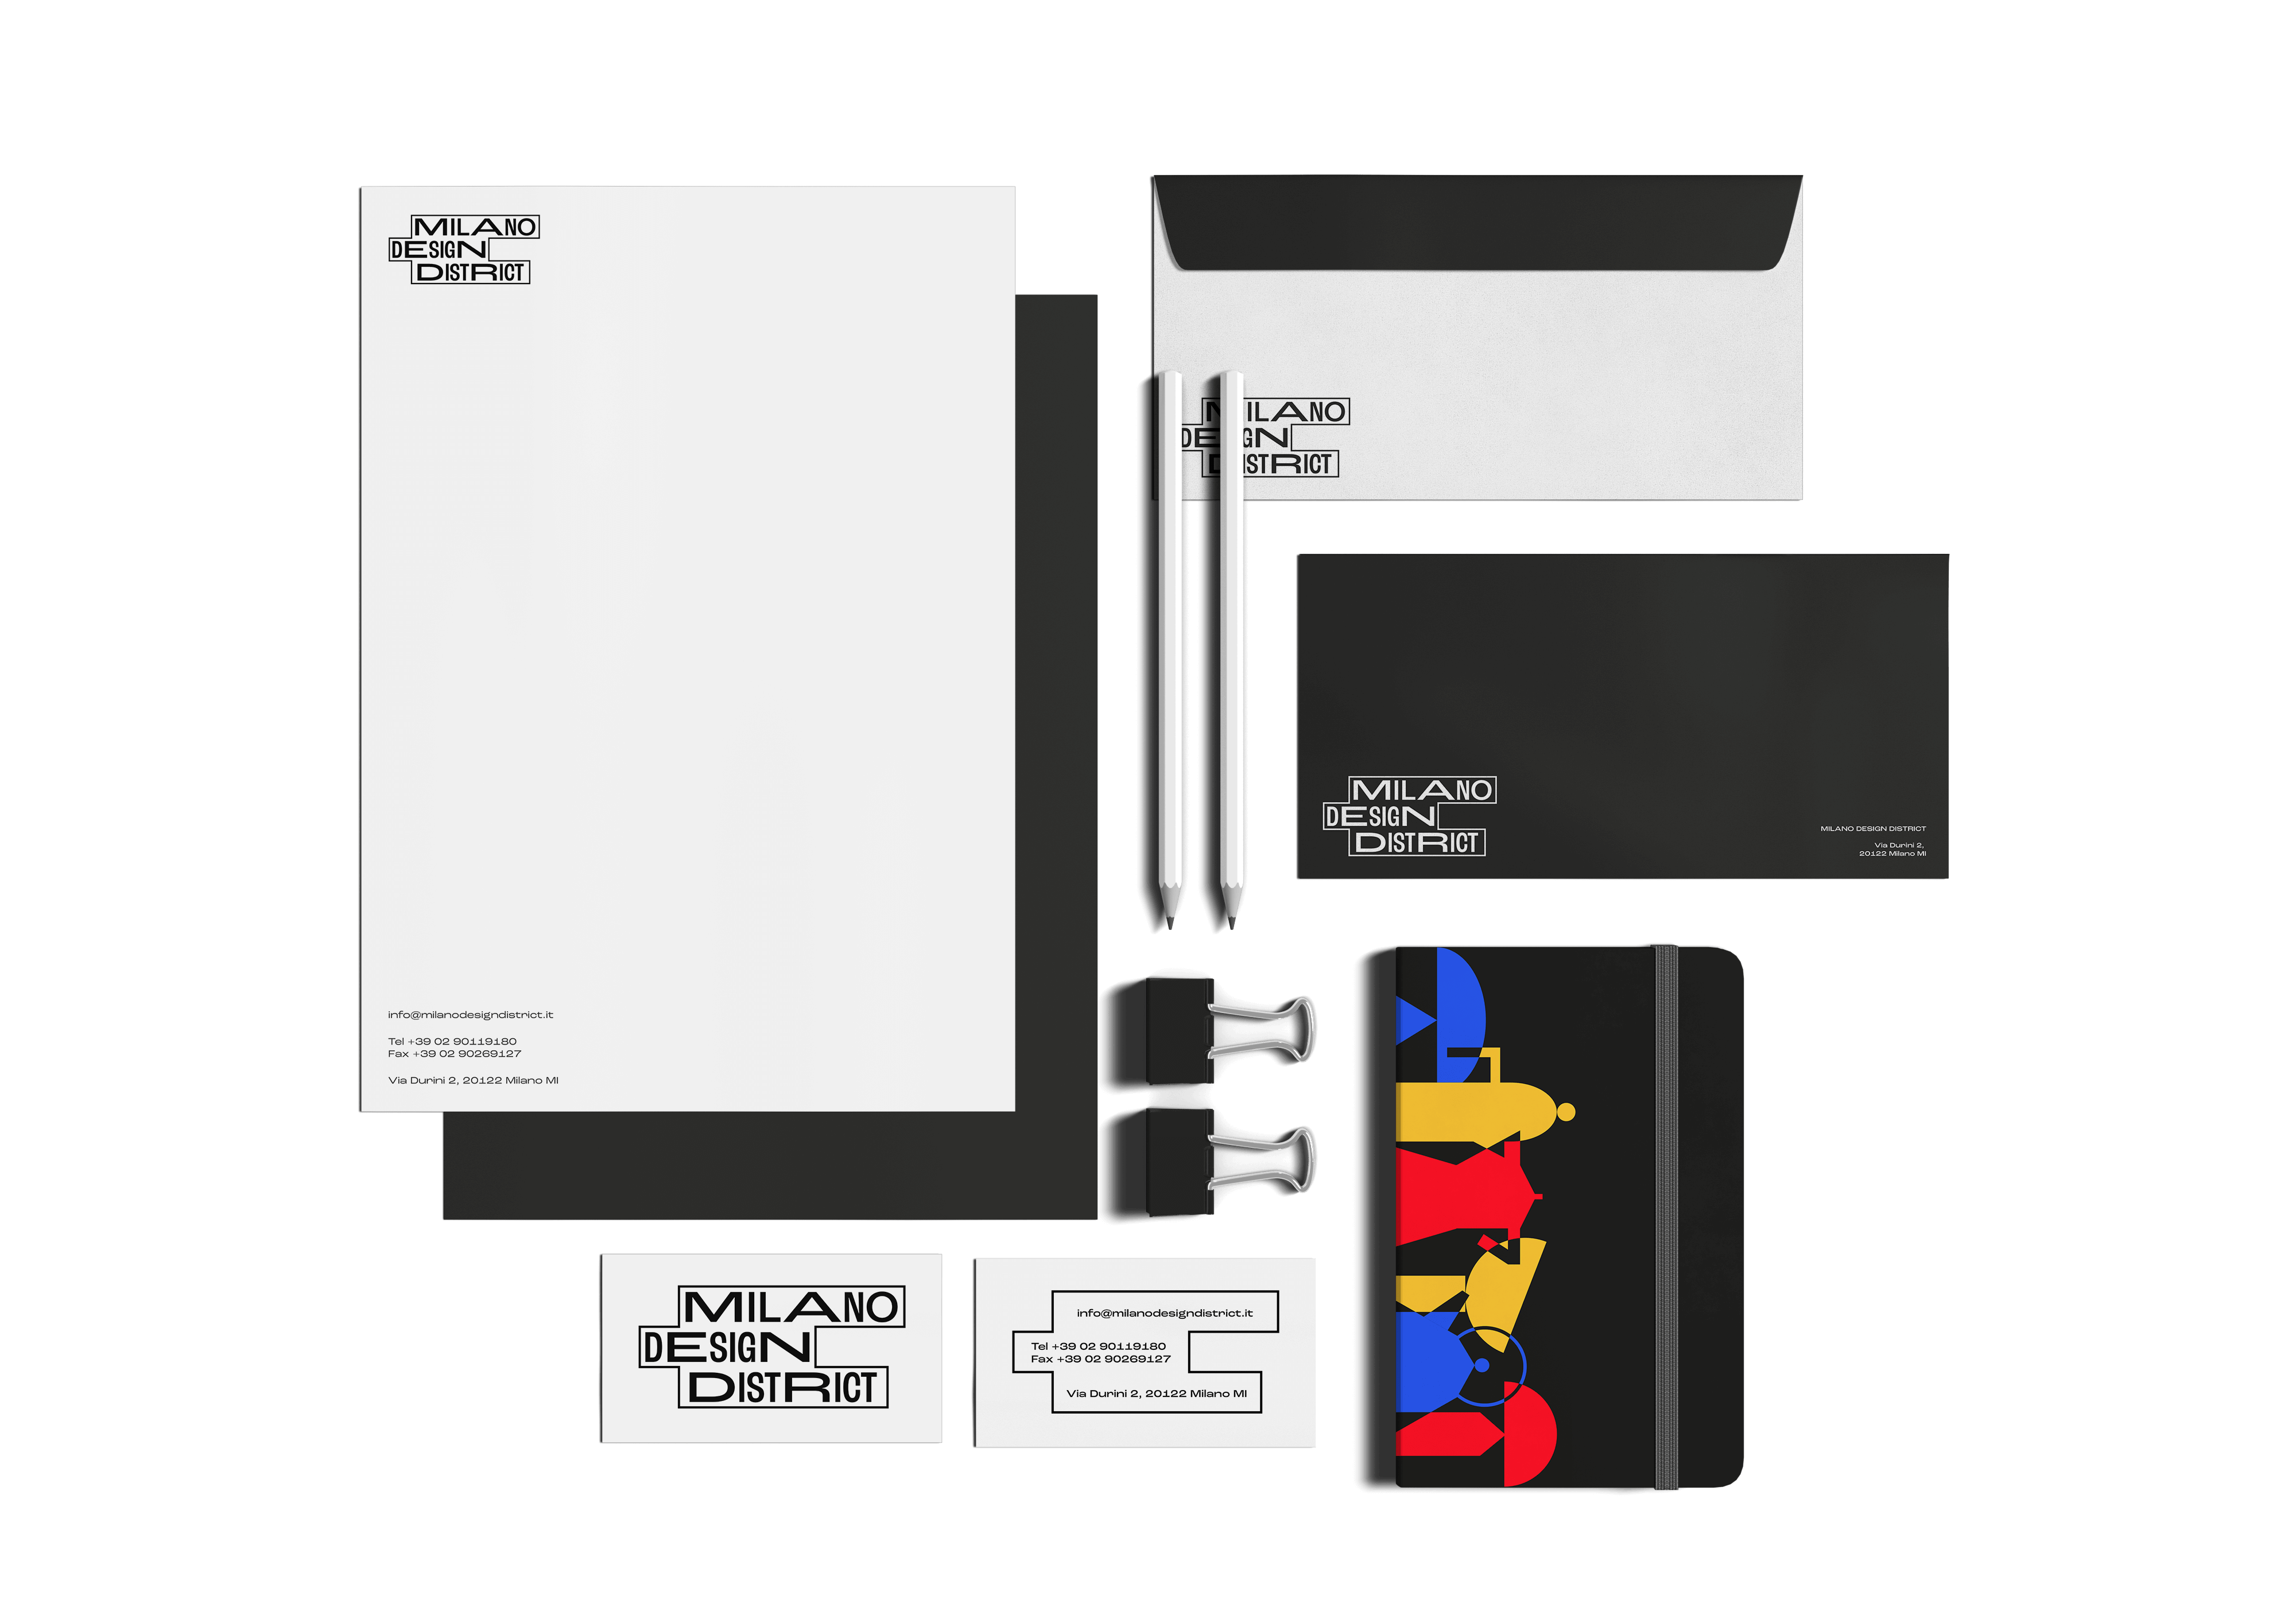 MILANO
DESIGN
DISTRICT
info@milanodesigndistrict.it
Tel +39 02 90119180
Fax +39 02 90269127
Via Durini 2, 20122 Milano MI
MILANO
DESIGN
DISTRICT
MILANO
DESIGN
DISTRICT
MILANO DESIGN DISTRICT
Via Durini 2,
20122 Milano MI
MILANO
DESIGN
DISTRICT
info@milanodesigndistrict.it
Tel +39 02 90119180
Fax +39 02 90269127
Via Durini 2, 20122 Milano MI